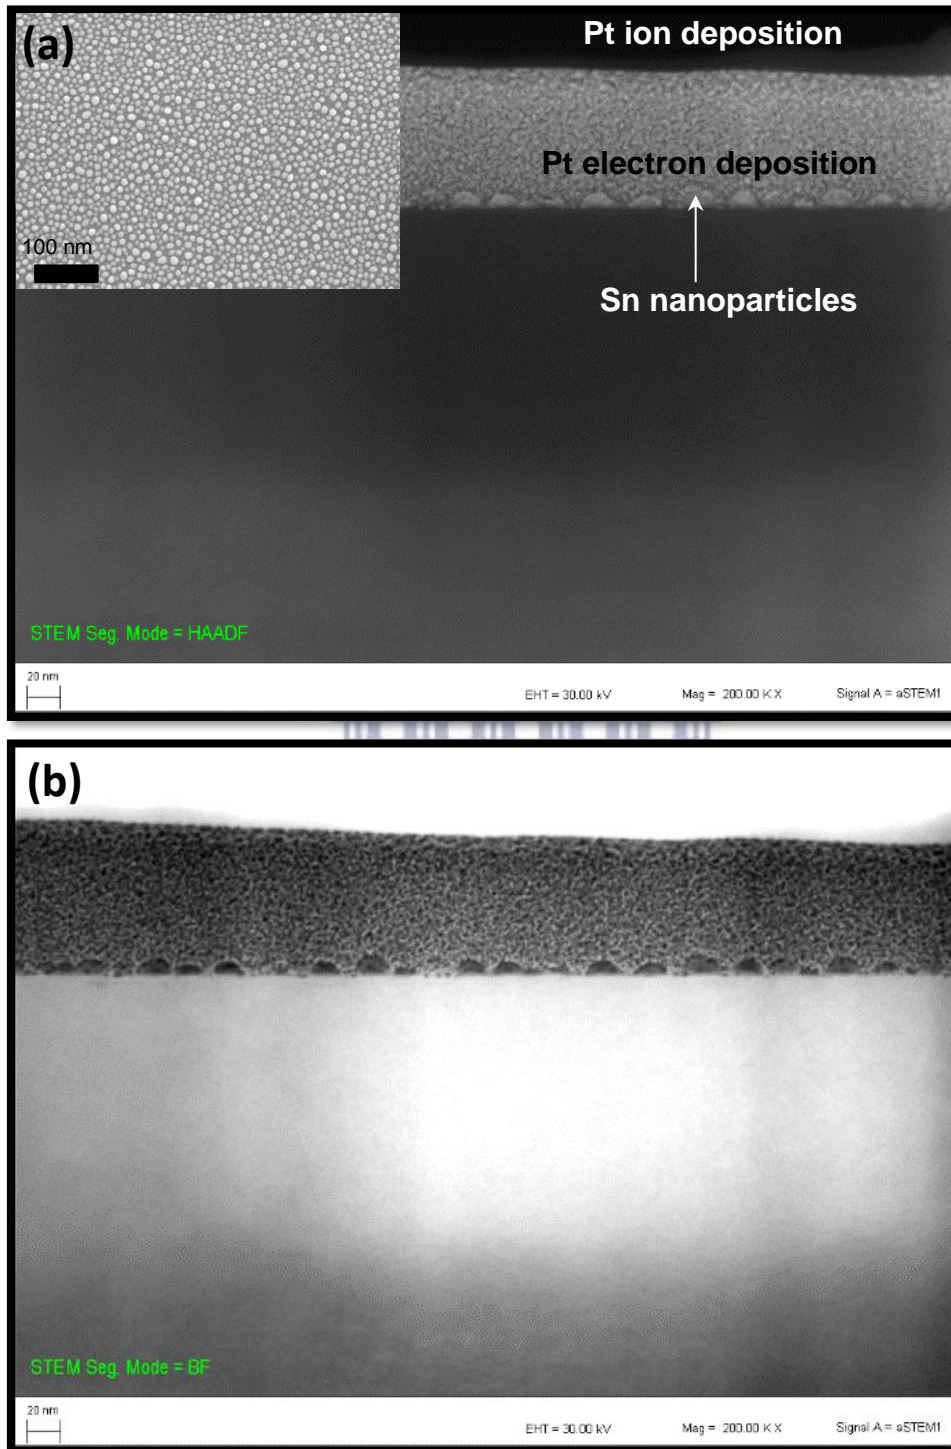 (a)
Pt ion deposition
Pt electron deposition
100 nm
Sn nanoparticles
STEM Seg. Mode = HAADF
20 nm
EHT = 30.00 kV Mag = 200.00 K X Signal A = aSTEM1
(b)
STEM Seg. Mode = BF
20 nm
EHT = 30.00 kV Mag = 200.00 K X Signal A = aSTEM1